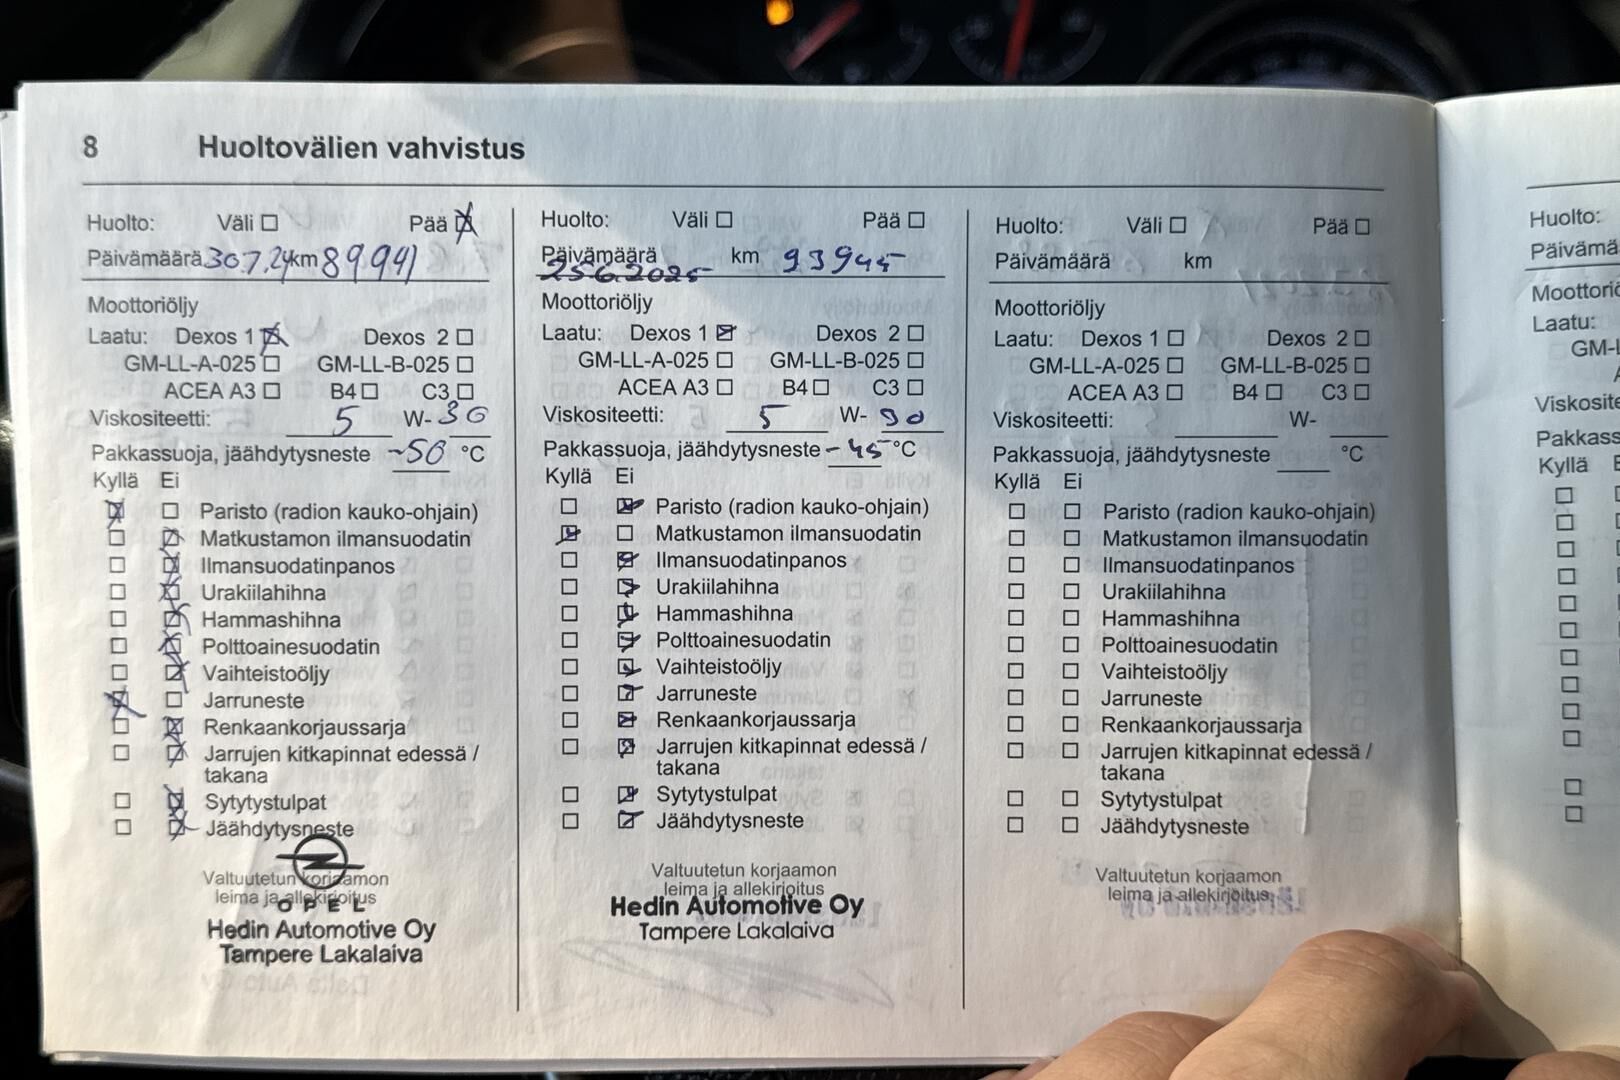 8 Huoltovälien vahvistus
Huolto: Väli Pää
Päivämäärä 30.7.24 km 89941
Moottoriöljy
Laatu: Dexos 1 Dexos 2
GM-LL-A-025 GM-LL-B-025
ACEA A3 B4 C3
Viskositeetti: 5 W- 30
Pakkassuoja, jäähdytysneste -50 °C
Kyllä Ei
Paristo (radion kauko-ohjain)
Matkustamon ilmansuodatin
Ilmansuodatinpanos
Urakiilahihna
Hammashihna
Polttoainesuodatin
Vaihteistoöljy
Jarruneste
Renkaankorjaussarja
Jarrujen kitkapinnat edessä /
takana
Sytytystulpat
Jäähdytysneste
Valtuutetun korjaamon
leima ja allekirjoitus
OPEL
Hedin Automotive Oy
Tampere Lakalaiva
Huolto: Väli Pää
Päivämäärä km 93945
25.6.2025
Moottoriöljy
Laatu: Dexos 1 Dexos 2
GM-LL-A-025 GM-LL-B-025
ACEA A3 B4 C3
Viskositeetti: 5 W- 30
Pakkassuoja, jäähdytysneste -45 °C
Kyllä Ei
Paristo (radion kauko-ohjain)
Matkustamon ilmansuodatin
Ilmansuodatinpanos
Urakiilahihna
Hammashihna
Polttoainesuodatin
Vaihteistoöljy
Jarruneste
Renkaankorjaussarja
Jarrujen kitkapinnat edessä /
takana
Sytytystulpat
Jäähdytysneste
Valtuutetun korjaamon
leima ja allekirjoitus
Hedin Automotive Oy
Tampere Lakalaiva
Huolto: Väli Pää
Päivämäärä km
Moottoriöljy
Laatu: Dexos 1 Dexos 2
GM-LL-A-025 GM-LL-B-025
ACEA A3 B4 C3
Viskositeetti: W-
Pakkassuoja, jäähdytysneste °C
Kyllä Ei
Paristo (radion kauko-ohjain)
Matkustamon ilmansuodatin
Ilmansuodatinpanos
Urakiilahihna
Hammashihna
Polttoainesuodatin
Vaihteistoöljy
Jarruneste
Renkaankorjaussarja
Jarrujen kitkapinnat edessä /
takana
Sytytystulpat
Jäähdytysneste
Valtuutetun korjaamon
leima ja allekirjoitus
Huolto:
Päivämä
Moottoriö
Laatu:
GM-L
Viskosite
Pakkass
Kyllä E